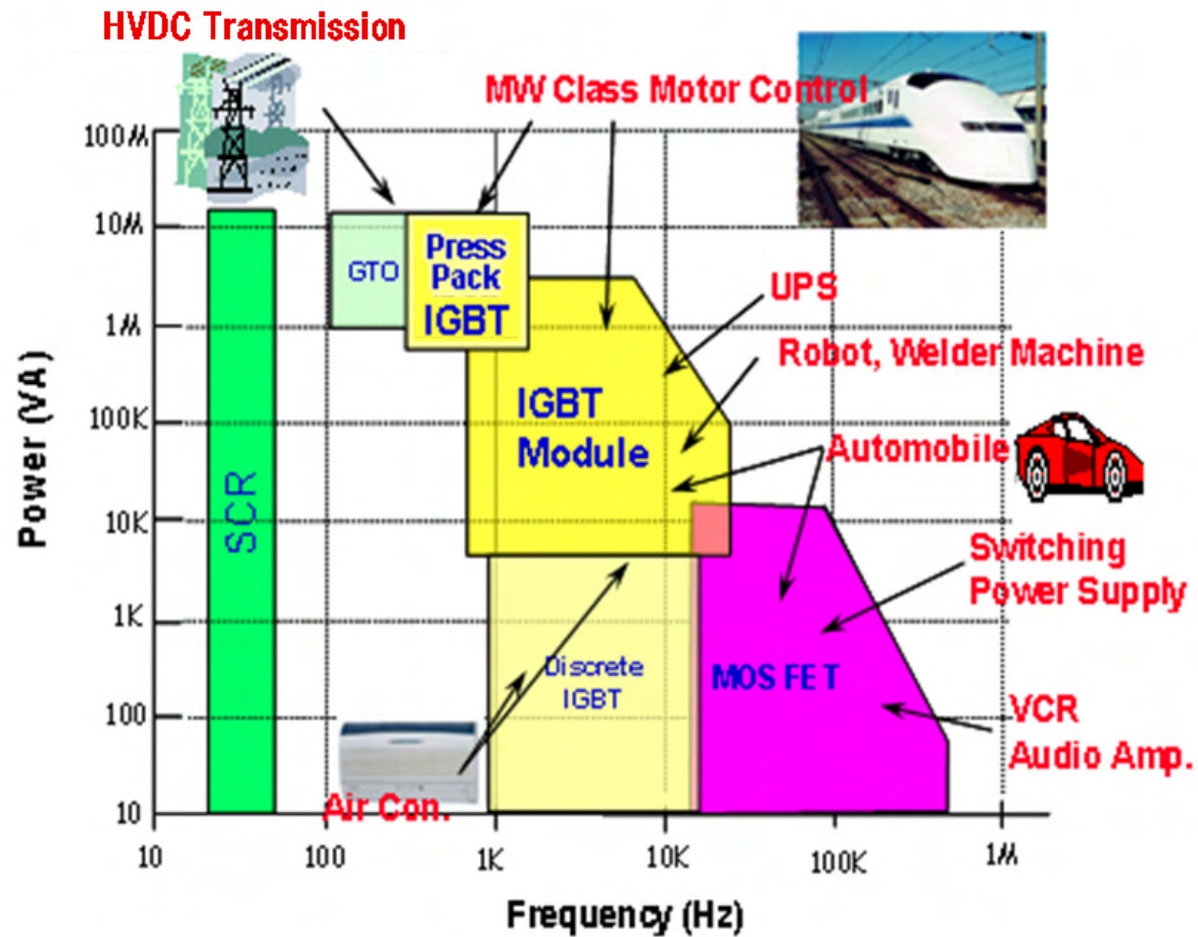 HVDC Transmission
MW Class Motor Control
100M
10M
1M
100K
10K
1K
100
10
Power (VA)
SCR
GTO
Press
Pack
IGBT
IGBT
Module
Discrete
IGBT
MOS FET
UPS
Robot, Welder Machine
Automobile
Switching
Power Supply
VCR
Audio Amp.
Air Con.
10
100
1K
10K
100K
1M
Frequency (Hz)